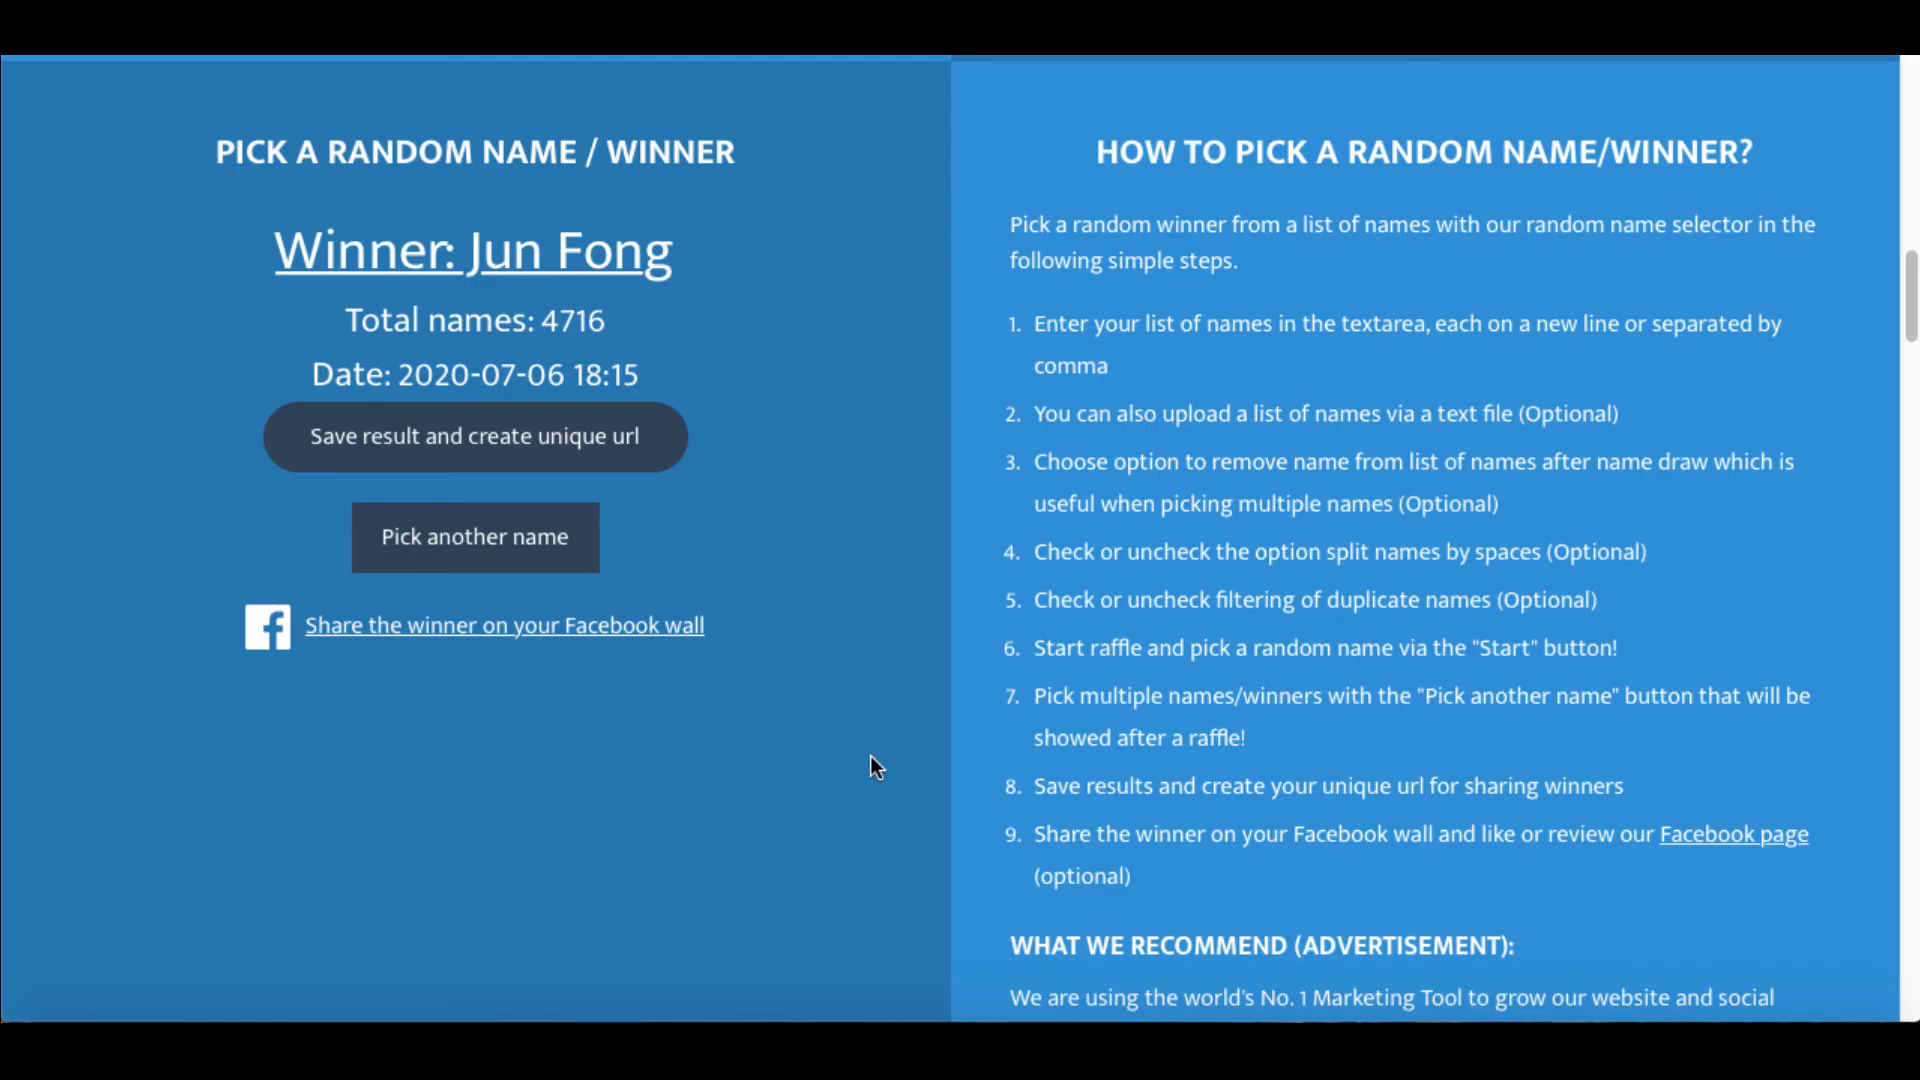 PICK A RANDOM NAME / WINNER
Winner: Jun Fong
Total names: 4716
Date: 2020-07-06 18:15
Save result and create unique url
Pick another name
Share the winner on your Facebook wall
HOW TO PICK A RANDOM NAME/WINNER?
Pick a random winner from a list of names with our random name selector in the
following simple steps.
1. Enter your list of names in the textarea, each on a new line or separated by
comma
2. You can also upload a list of names via a text file (Optional)
3. Choose option to remove name from list of names after name draw which is
useful when picking multiple names (Optional)
4. Check or uncheck the option split names by spaces (Optional)
5. Check or uncheck filtering of duplicate names (Optional)
6. Start raffle and pick a random name via the "Start" button!
7. Pick multiple names/winners with the "Pick another name" button that will be
showed after a raffle!
8. Save results and create your unique url for sharing winners
9. Share the winner on your Facebook wall and like or review our Facebook page
(optional)
WHAT WE RECOMMEND (ADVERTISEMENT):
We are using the world's No. 1 Marketing Tool to grow our website and social